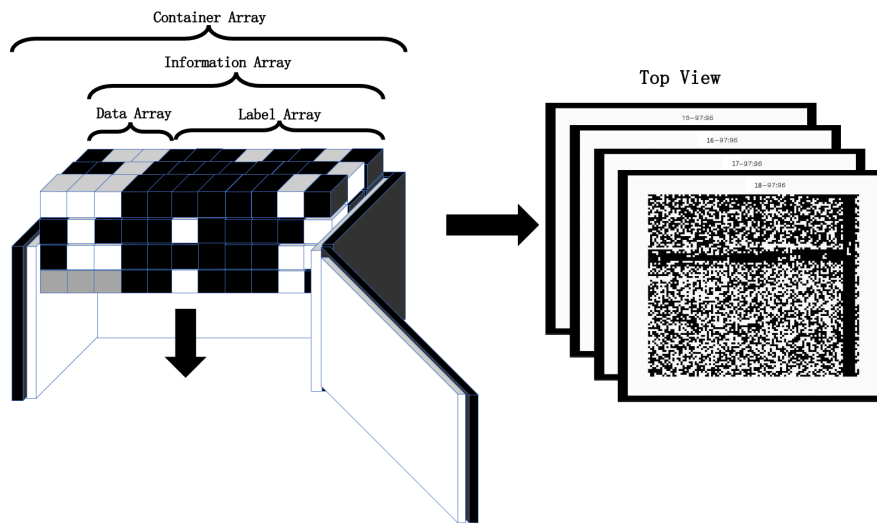 Container Array
Information Array
Data Array
Label Array
Top View
15-97:96
16-97:96
17-97:96
18-97:96